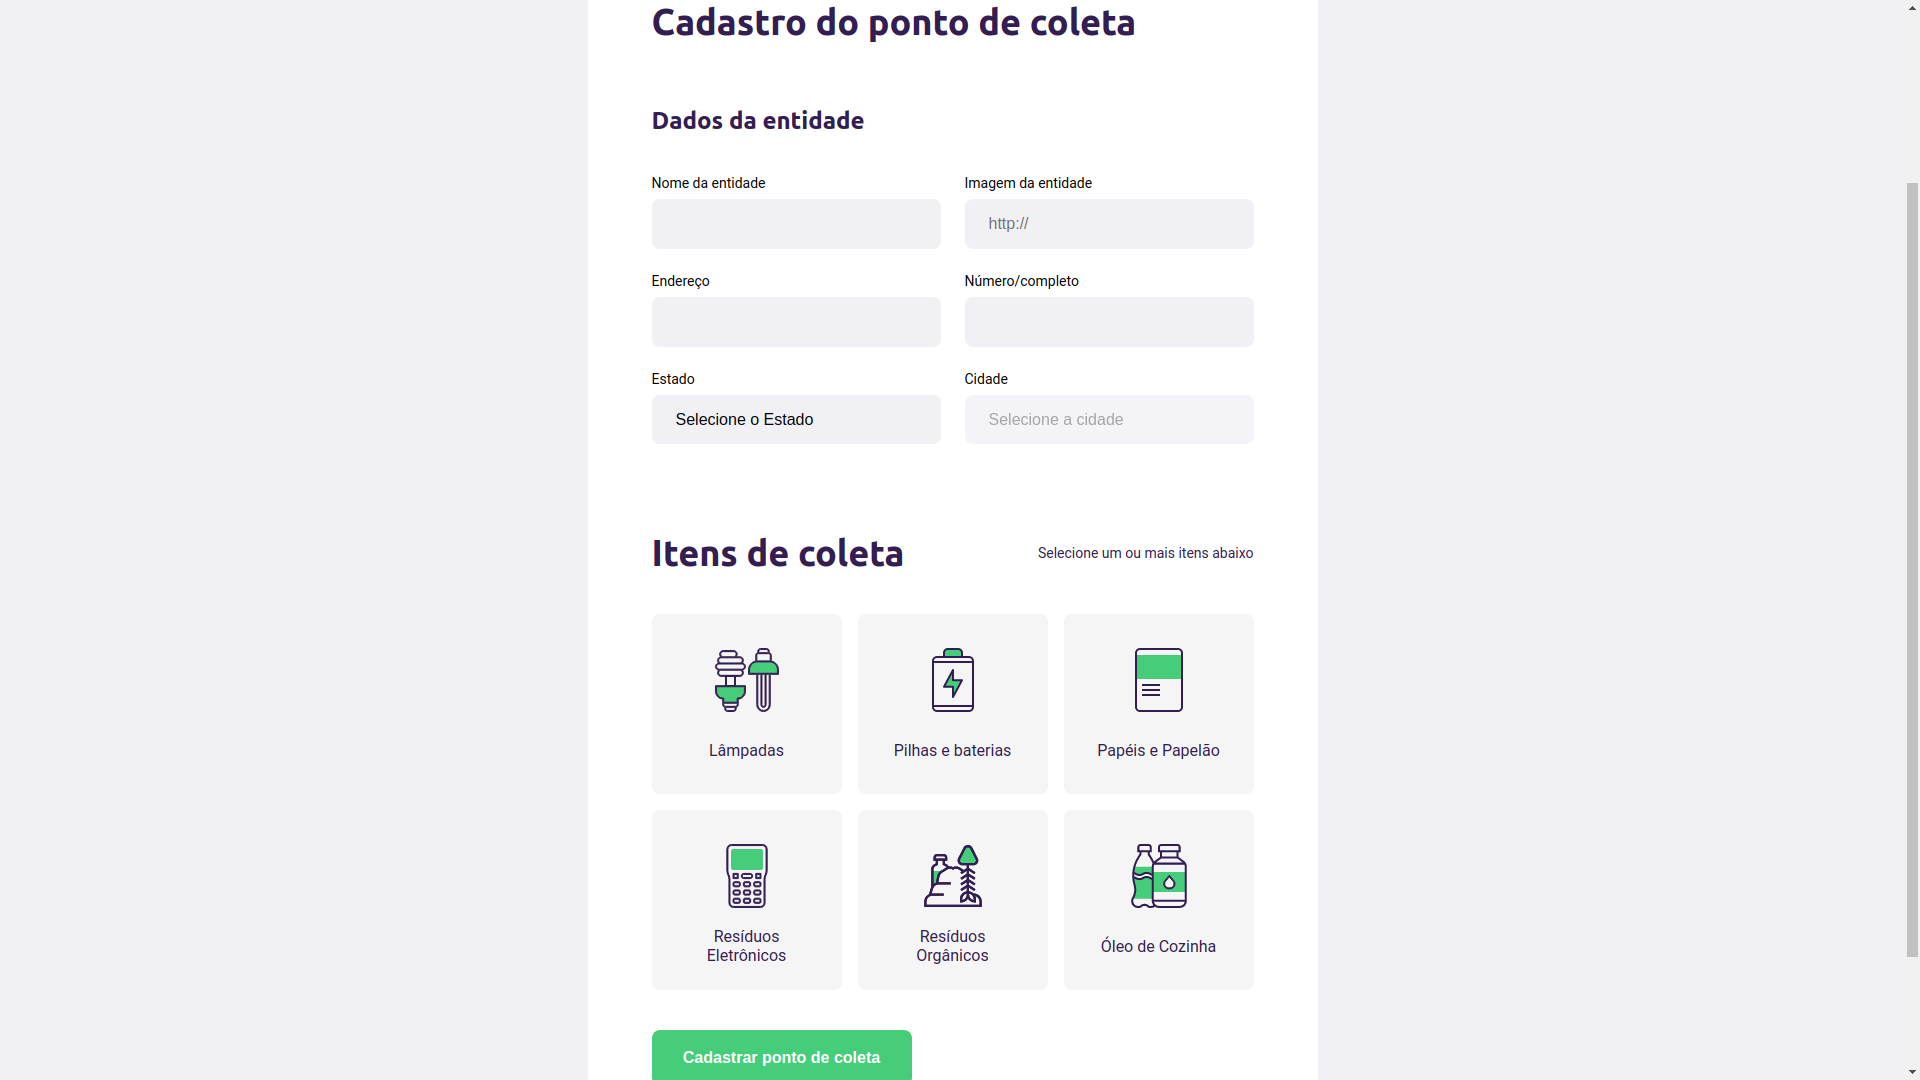 Cadastro do ponto de coleta
Dados da entidade
Nome da entidade
Imagem da entidade
http://
Endereço
Número/completo
Estado
Cidade
Selecione o Estado
Selecione a cidade
Itens de coleta
Selecione um ou mais itens abaixo
Lâmpadas
Pilhas e baterias
Papéis e Papelão
Resíduos
Eletrônicos
Resíduos
Orgânicos
Óleo de Cozinha
Cadastrar ponto de coleta